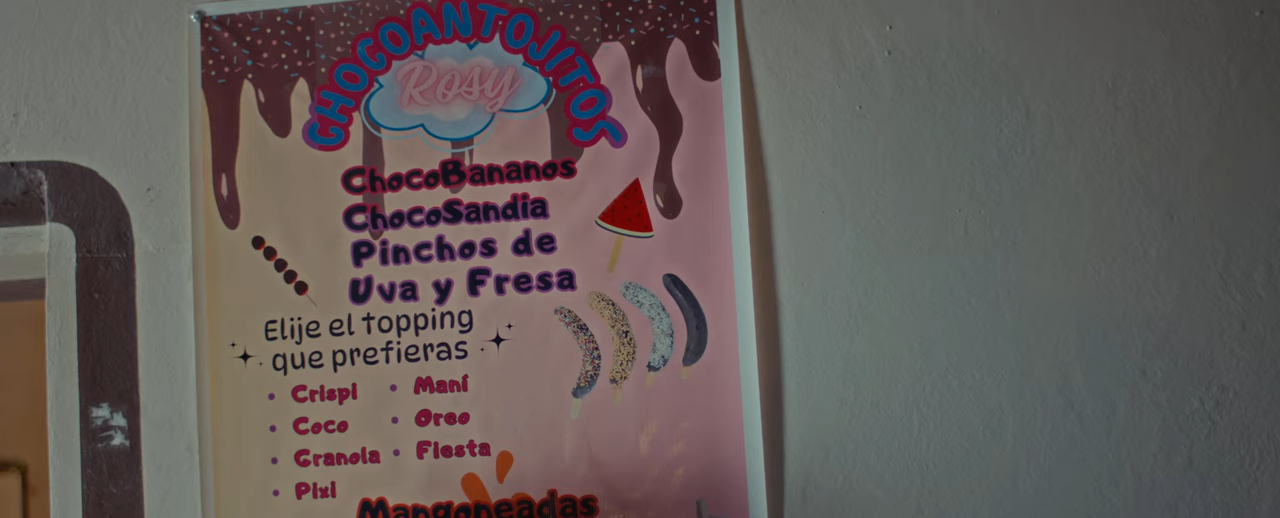 CHOCOANTOJITOS
Rosy
ChocoBananos
ChocoSandia
Pinchos de
Uva y Fresa
Elije el topping
que prefieras
• Crispi • Maní
• Coco • Oreo
• Granola • Fiesta
• Pixi
Mangoneadas